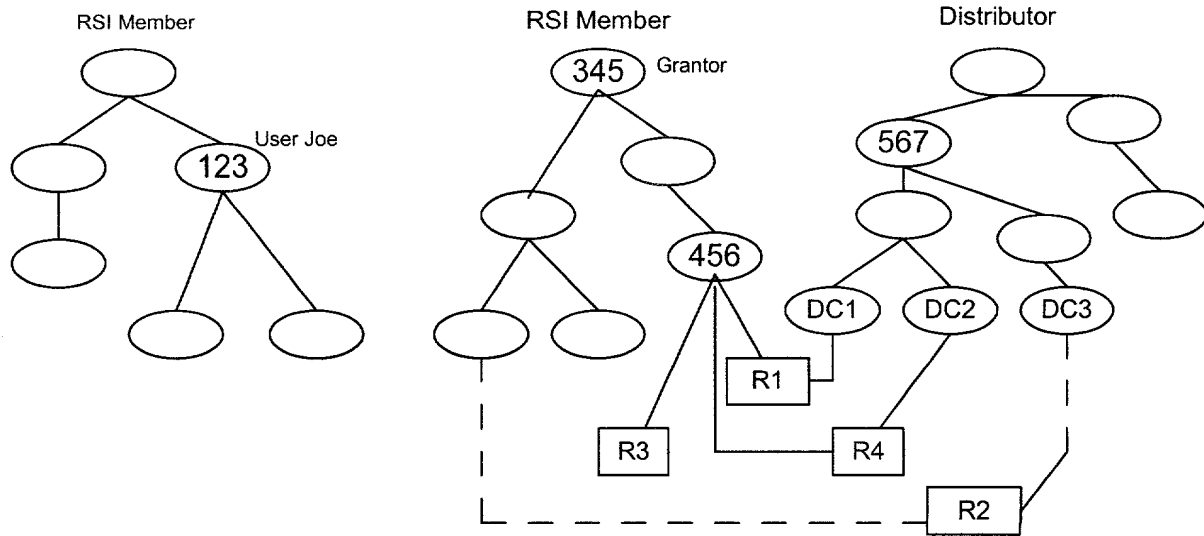 RSI Member
RSI Member
Distributor
345
Grantor
User Joe
123
567
456
DC1
DC2
DC3
R1
R3
R4
R2